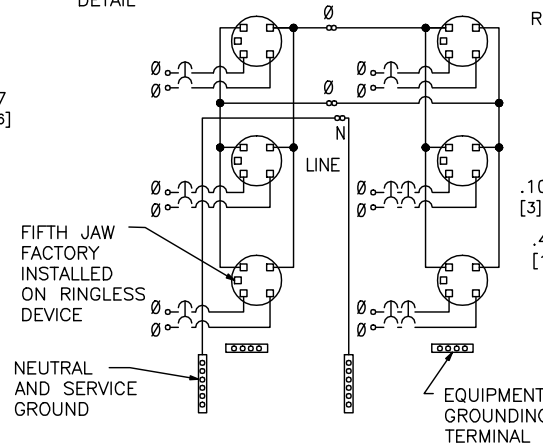 DETAIL
R
Ø
Ø
Ø
Ø
Ø
7
6]
Ø
N
LINE
Ø
Ø
Ø
Ø
.10
[3]
.4
[1
FIFTH JAW
FACTORY
INSTALLED
ON RINGLESS
DEVICE
Ø
Ø
Ø
Ø
NEUTRAL
AND SERVICE
GROUND
EQUIPMENT
GROUNDING
TERMINAL